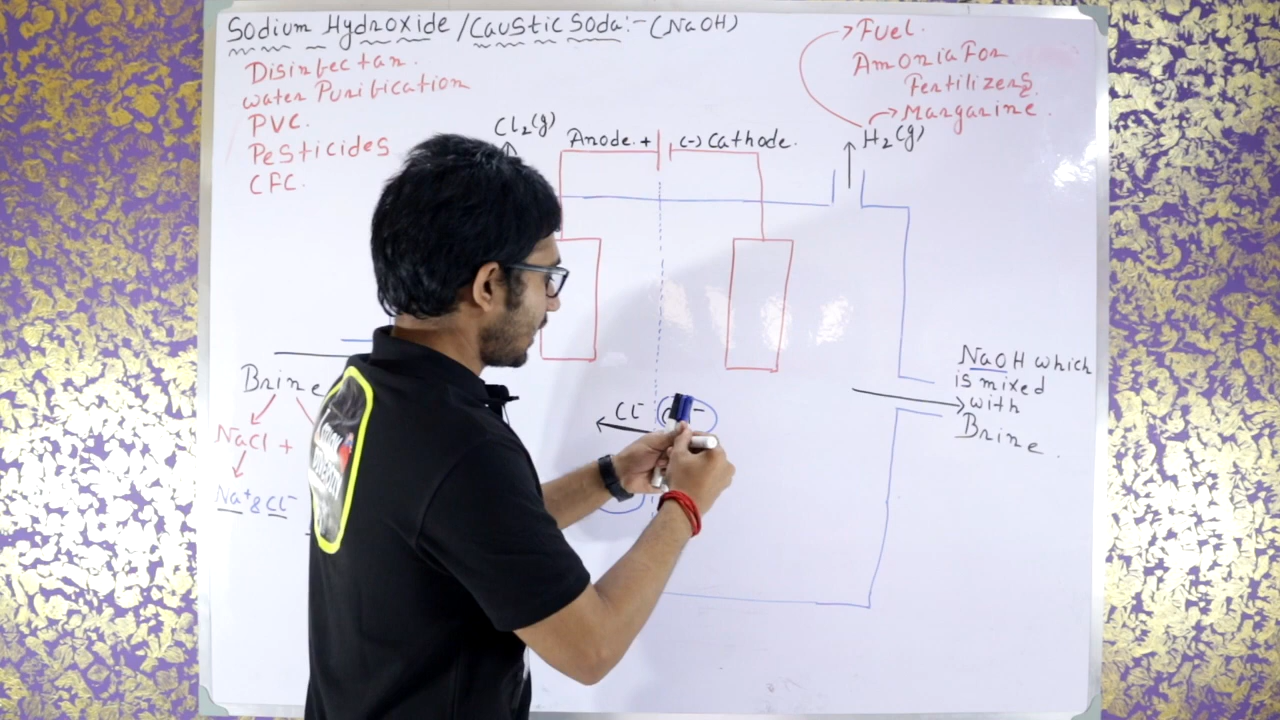 Sodium Hydroxide / Caustic Soda:- (NaOH)
Disinfectan.
water Purification
PVC.
Pesticides
CFC.
Fuel.
Amonia For
Fertilizers
Margarine.
Cl₂(g)
Anode +
(-) Cathode.
H₂(g)
Brine
NaCl +
Na⁺ & Cl⁻
Cl⁻
NaOH which
is mixed
with
Brine.